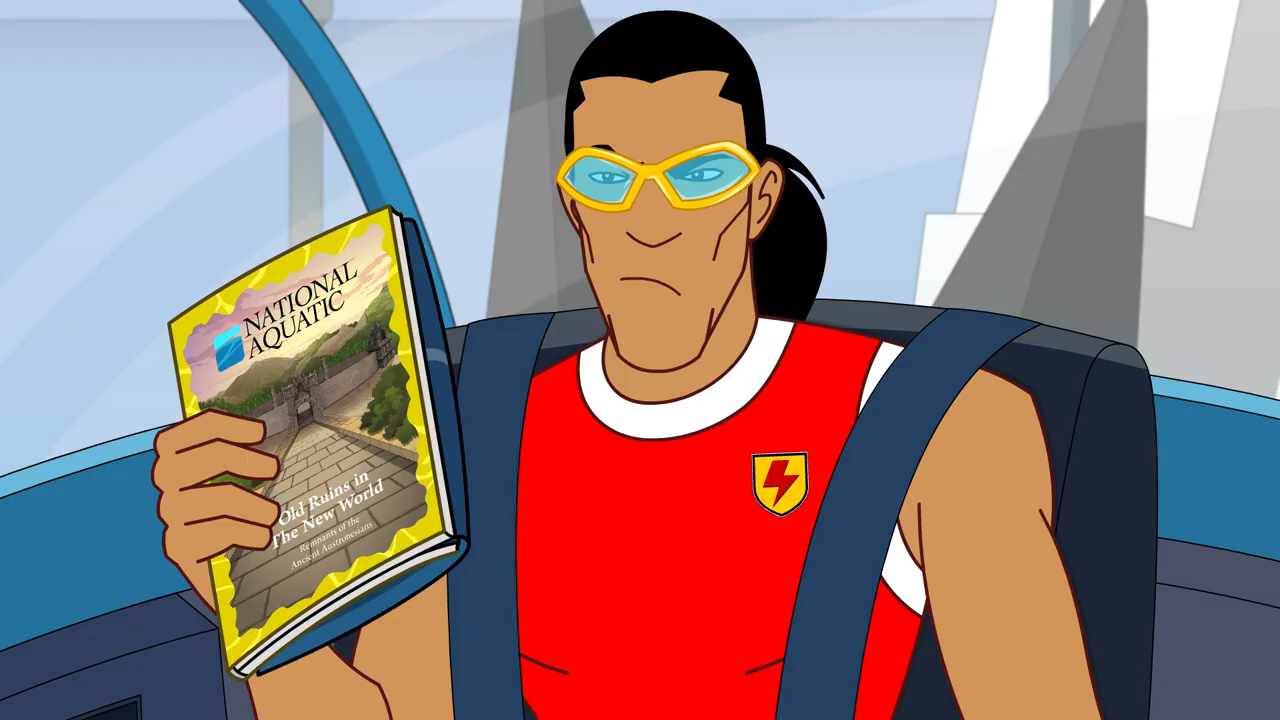 NATIONAL
AQUATIC
Old Ruins in
The New World
Remnants of the
Ancient Austronesians